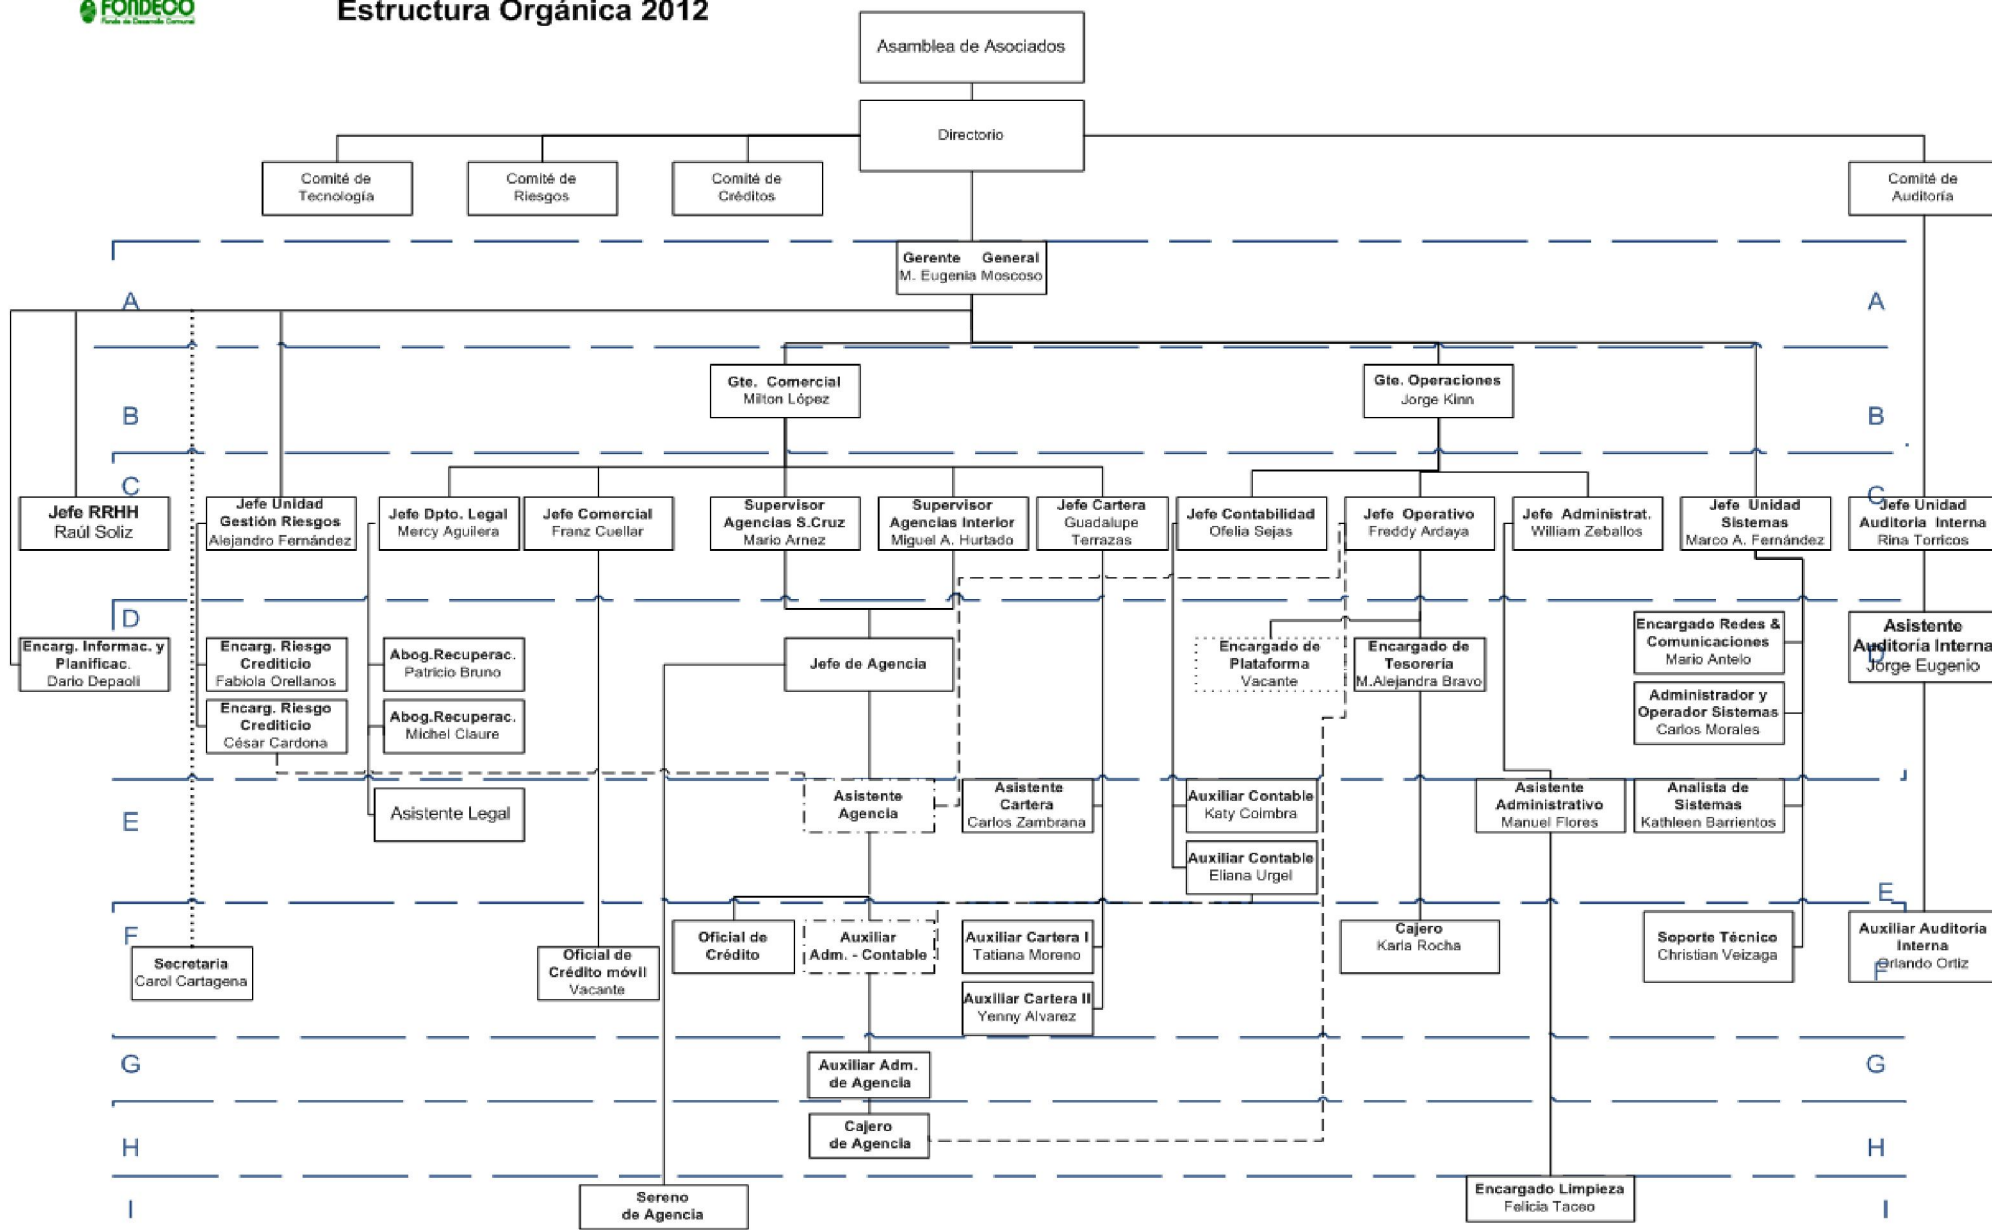 FONDECO
Fondo de Desarrollo Comunal
Estructura Orgánica 2012
Asamblea de Asociados
Directorio
Comité de
Tecnología
Comité de
Riesgos
Comité de
Créditos
Comité de
Auditoría
Gerente General
M. Eugenia Moscoso
A
A
Gte. Comercial
Milton López
Gte. Operaciones
Jorge Kinn
B
B
C
C
Jefe RRHH
Raúl Soliz
Jefe Unidad
Gestión Riesgos
Alejandro Fernández
Jefe Dpto. Legal
Mercy Aguilera
Jefe Comercial
Franz Cuellar
Supervisor
Agencias S.Cruz
Mario Arnez
Supervisor
Agencias Interior
Miguel A. Hurtado
Jefe Cartera
Guadalupe
Terrazas
Jefe Contabilidad
Ofelia Sejas
Jefe Operativo
Freddy Ardaya
Jefe Administrat.
William Zeballos
Jefe Unidad
Sistemas
Marco A. Fernández
Jefe Unidad
Auditoria Interna
Rina Torricos
D
D
Encarg. Informac. y
Planificac.
Dario Depaoli
Encarg. Riesgo
Crediticio
Fabiola Orellanos
Encarg. Riesgo
Crediticio
César Cardona
Abog.Recuperac.
Patricio Bruno
Abog.Recuperac.
Michel Claure
Jefe de Agencia
Encargado de
Plataforma
Vacante
Encargado de
Tesorería
M.Alejandra Bravo
Encargado Redes &
Comunicaciones
Mario Antelo
Administrador y
Operador Sistemas
Carlos Morales
Asistente
Auditoría Interna
Jorge Eugenio
E
E
Asistente Legal
Asistente
Agencia
Asistente
Cartera
Carlos Zambrana
Auxiliar Contable
Katy Coimbra
Auxiliar Contable
Eliana Urgel
Asistente
Administrativo
Manuel Flores
Analista de
Sistemas
Kathleen Barrientos
F
F
Secretaria
Carol Cartagena
Oficial de
Crédito móvil
Vacante
Oficial de
Crédito
Auxiliar
Adm. - Contable
Auxiliar Cartera I
Tatiana Moreno
Auxiliar Cartera II
Yenny Alvarez
Cajero
Karla Rocha
Soporte Técnico
Christian Veizaga
Auxiliar Auditoría
Interna
Orlando Ortiz
G
G
Auxiliar Adm.
de Agencia
H
H
Cajero
de Agencia
I
I
Sereno
de Agencia
Encargado Limpieza
Felicia Taceo